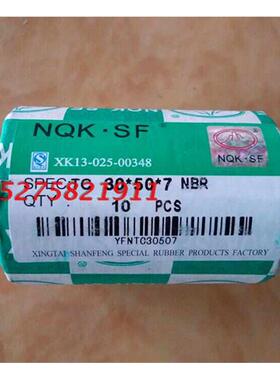 NQK·SF
XK13-025-00348
NQK·SF
15275821911
SPEC:TC 30*50*7 NBR
QTY : 10 PCS
YFNTC30507
XINGTAI SHANFENG SPECIAL RUBBER PRODUCTS FACTORY